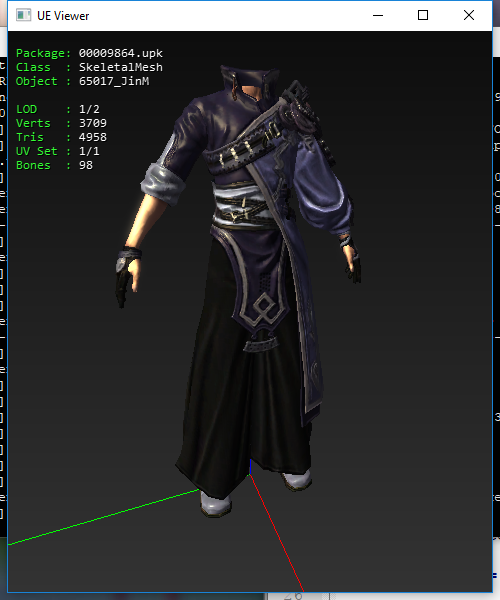 UE Viewer
Package: 00009864.upk
Class : SkeletalMesh
Object : 65017_JinM
LOD : 1/2
Verts : 3709
Tris : 4958
UV Set : 1/1
Bones : 98